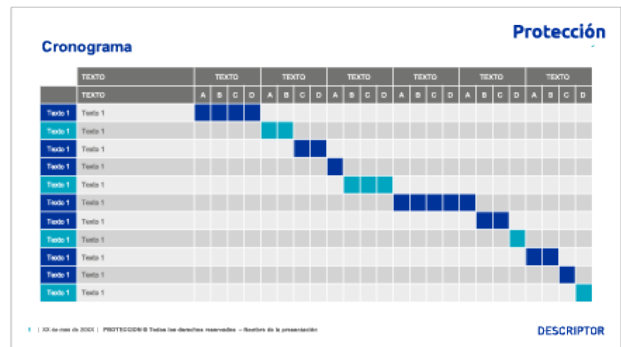 Protección
Cronograma
TEXTO TEXTO TEXTO TEXTO TEXTO TEXTO TEXTO
TEXTO A B C D A B C D A B C D A B C D A B C D A B C D
Texto 1 Texto 1
Texto 1 Texto 1
Texto 1 Texto 1
Texto 1 Texto 1
Texto 1 Texto 1
Texto 1 Texto 1
Texto 1 Texto 1
Texto 1 Texto 1
Texto 1 Texto 1
Texto 1 Texto 1
Texto 1 Texto 1
| XX de mes de 20XX | PROTECCION © Todos los derechos reservados – Nombre de la presentación
DESCRIPTOR